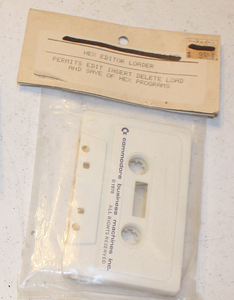 HEX EDITOR LOADER
PERMITS EDIT INSERT DELETE LOAD
AND SAVE OF HEX PROGRAMS
commodore business machines inc.
© 1978 ALL RIGHTS RESERVED